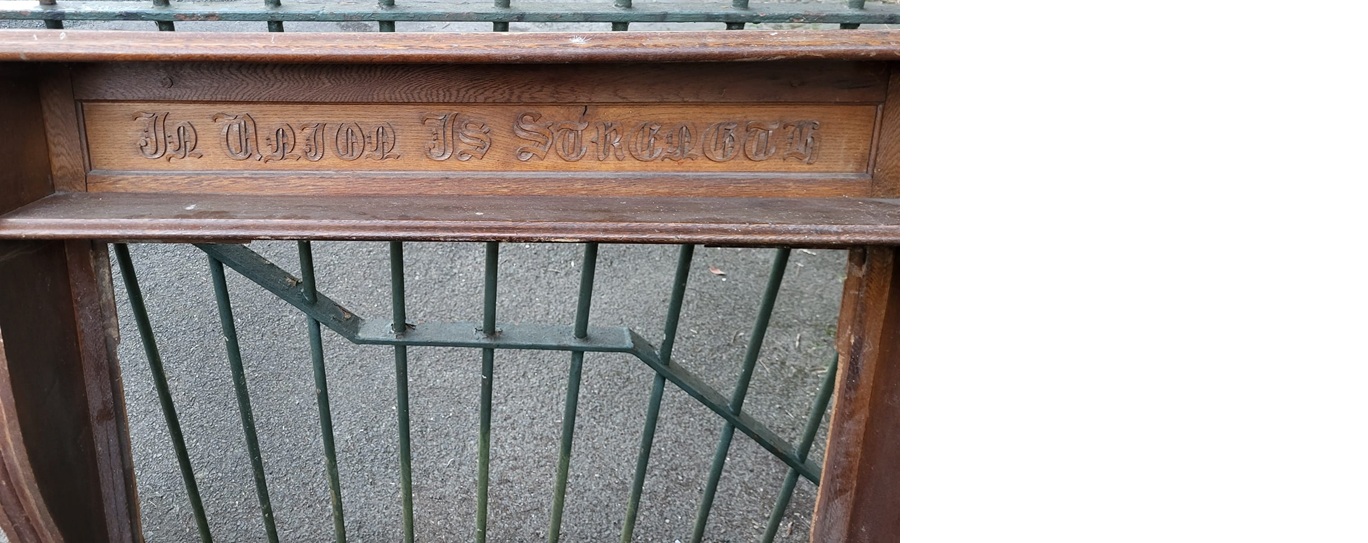 In Union Is Strength